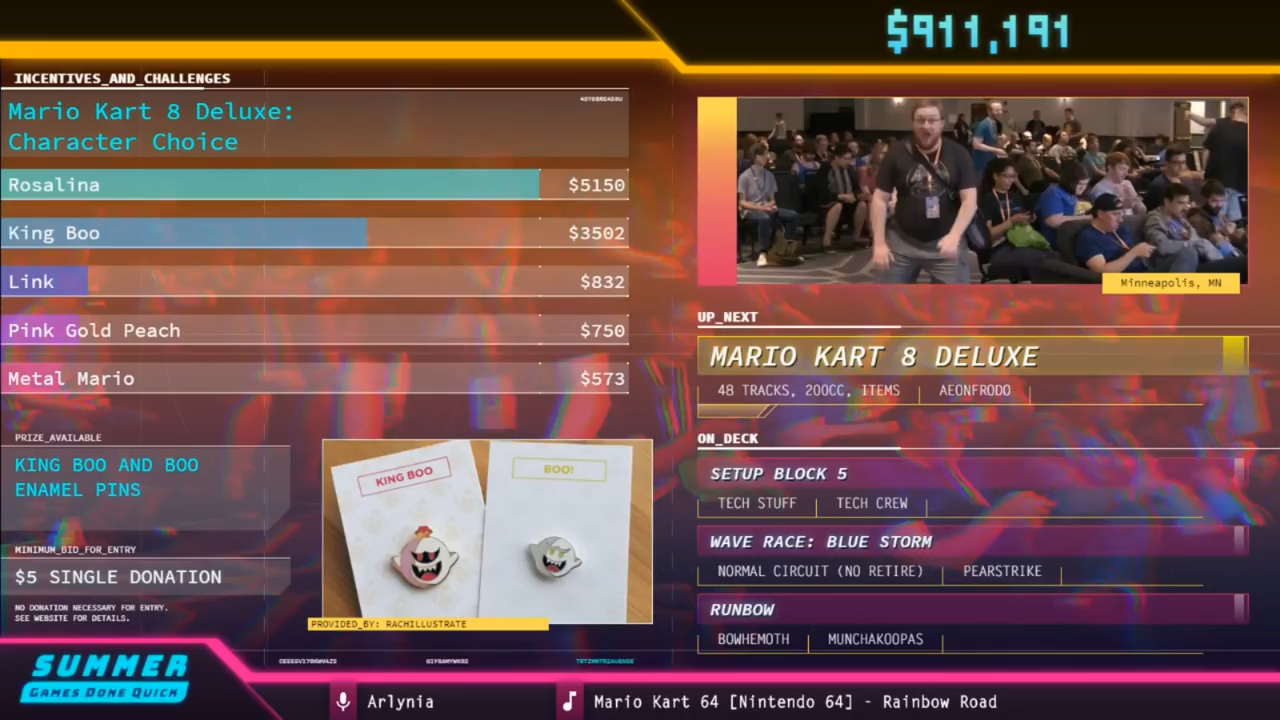 $911,191
INCENTIVES_AND_CHALLENGES
Mario Kart 8 Deluxe:
Character Choice
Rosalina $5150
King Boo $3502
Link $832
Pink Gold Peach $750
Metal Mario $573
PRIZE_AVAILABLE
KING BOO AND BOO
ENAMEL PINS
MINIMUM_BID_FOR_ENTRY
$5 SINGLE DONATION
NO DONATION NECESSARY FOR ENTRY.
SEE WEBSITE FOR DETAILS.
KING BOO
BOO!
PROVIDED_BY: RACHILLUSTRATE
Minneapolis, MN
UP_NEXT
MARIO KART 8 DELUXE
48 TRACKS, 200CC, ITEMS AEONFRODO
ON_DECK
SETUP BLOCK 5
TECH STUFF TECH CREW
WAVE RACE: BLUE STORM
NORMAL CIRCUIT (NO RETIRE) PEARSTRIKE
RUNBOW
BOWHEMOTH MUNCHAKOOPAS
SUMMER
GAMES DONE QUICK
Arlynia
Mario Kart 64 [Nintendo 64] - Rainbow Road